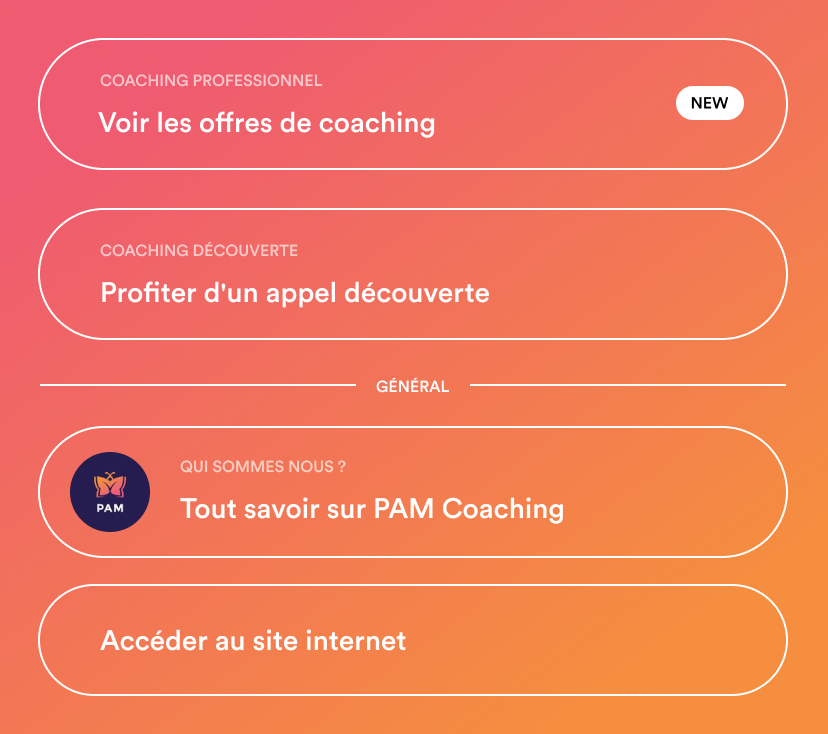 COACHING PROFESSIONNEL
Voir les offres de coaching
NEW
COACHING DÉCOUVERTE
Profiter d'un appel découverte
GÉNÉRAL
QUI SOMMES NOUS ?
Tout savoir sur PAM Coaching
PAM
Accéder au site internet